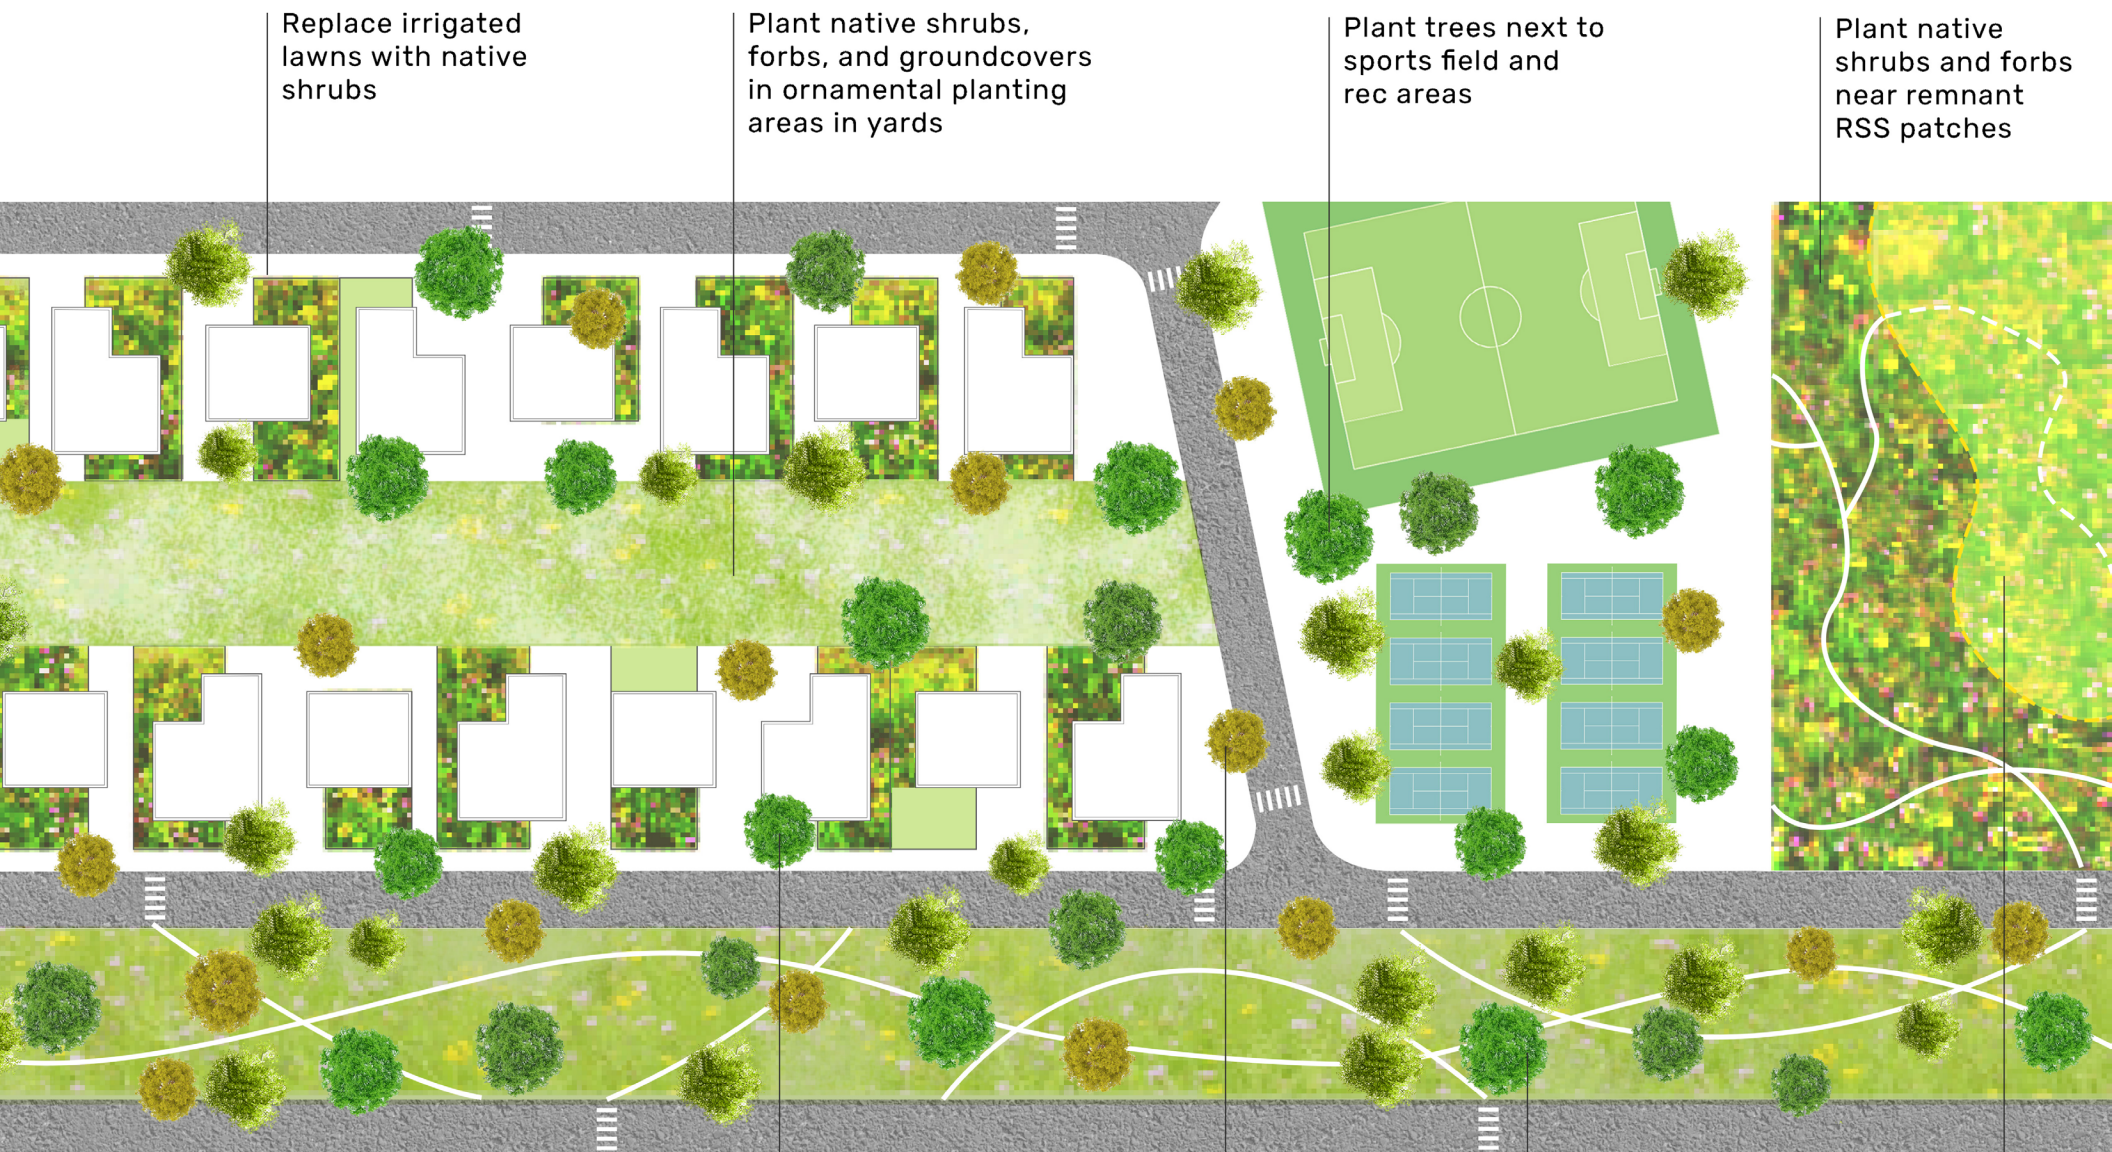 Replace irrigated
lawns with native
shrubs
Plant native shrubs,
forbs, and groundcovers
in ornamental planting
areas in yards
Plant trees next to
sports field and
rec areas
Plant native
shrubs and forbs
near remnant
RSS patches